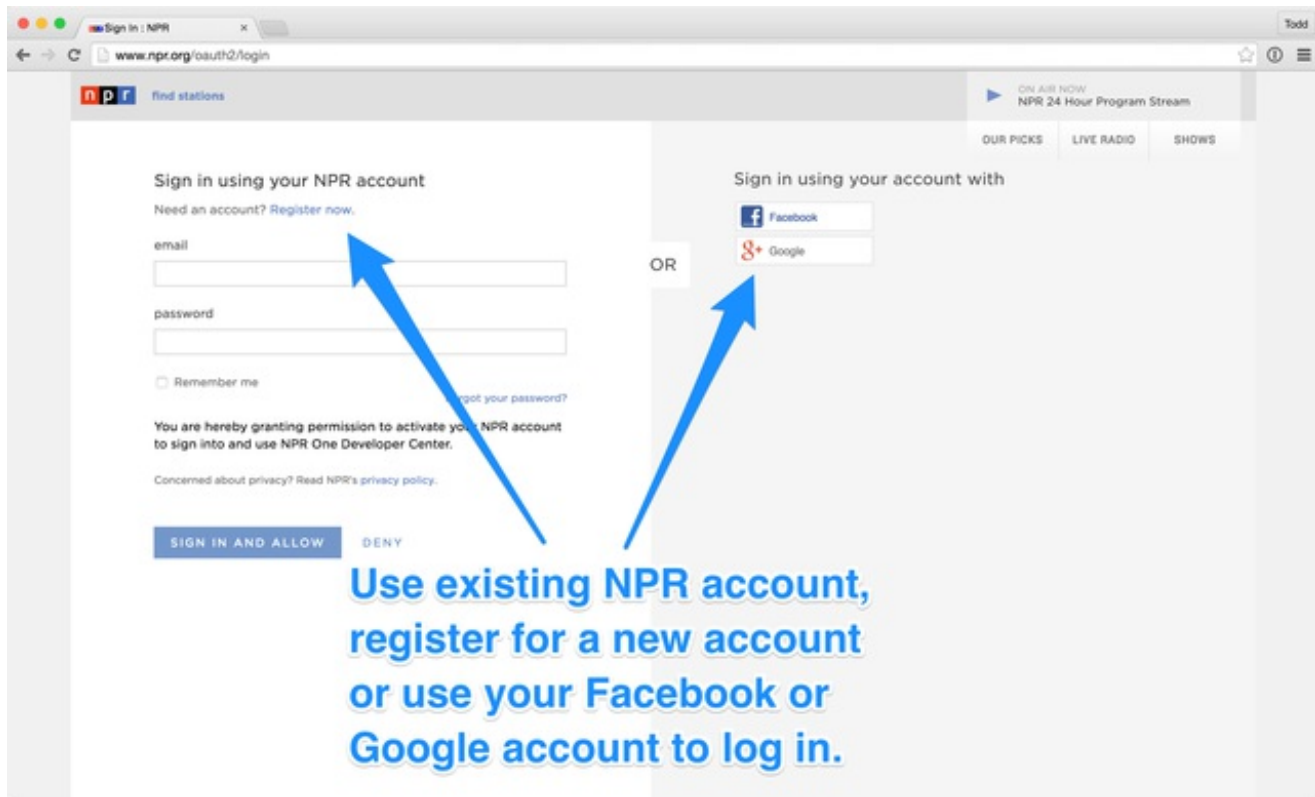 Sign In : NPR
Todd
www.npr.org/oauth2/login
npr find stations
ON AIR NOW
NPR 24 Hour Program Stream
OUR PICKS LIVE RADIO SHOWS
Sign in using your NPR account
Need an account? Register now.
email
password
Remember me
got your password?
You are hereby granting permission to activate your NPR account
to sign into and use NPR One Developer Center.
Concerned about privacy? Read NPR's privacy policy.
SIGN IN AND ALLOW DENY
OR
Sign in using your account with
Facebook
8+ Google
Use existing NPR account,
register for a new account
or use your Facebook or
Google account to log in.